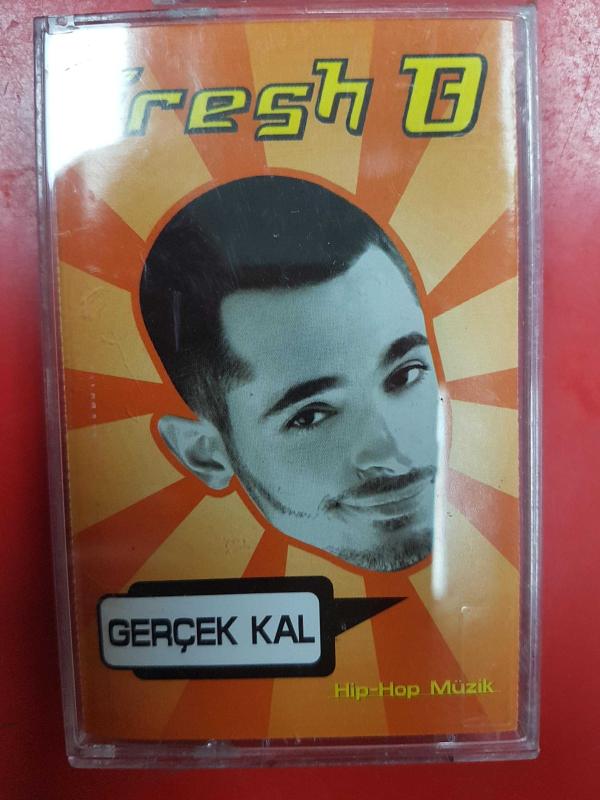 Fresh B
GERÇEK KAL
Hip-Hop Müzik